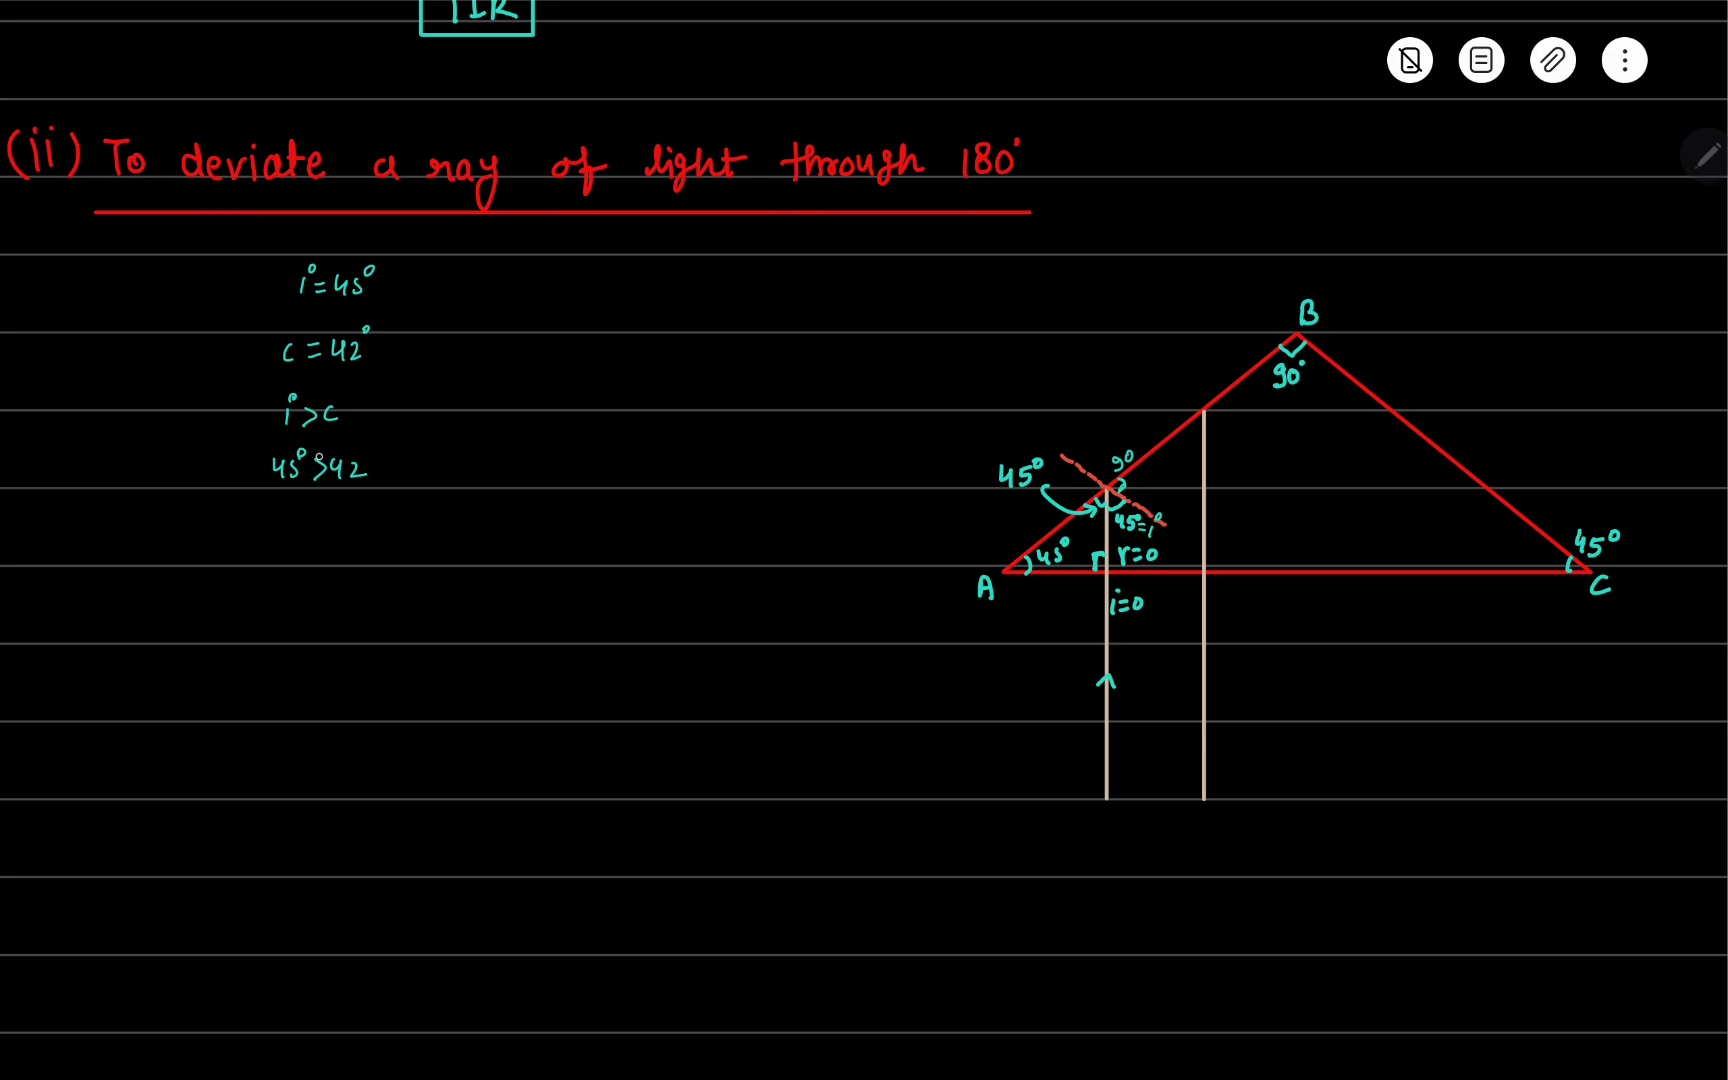 TIR
(ii) To deviate a ray of light through 180°
i = 45°
c = 42°
i > c
45° > 42
B
90°
90
45°
45° = i
45°
r = 0
45°
A
C
i = 0